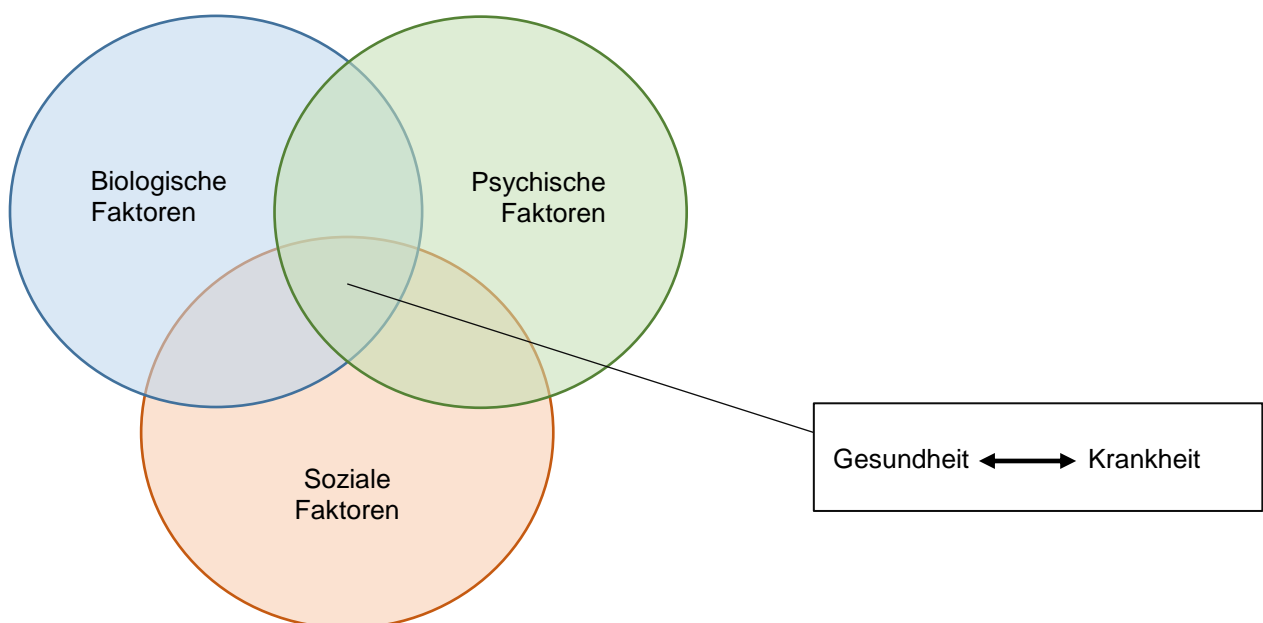 Biologische
Faktoren
Psychische
Faktoren
Soziale
Faktoren
Gesundheit Krankheit